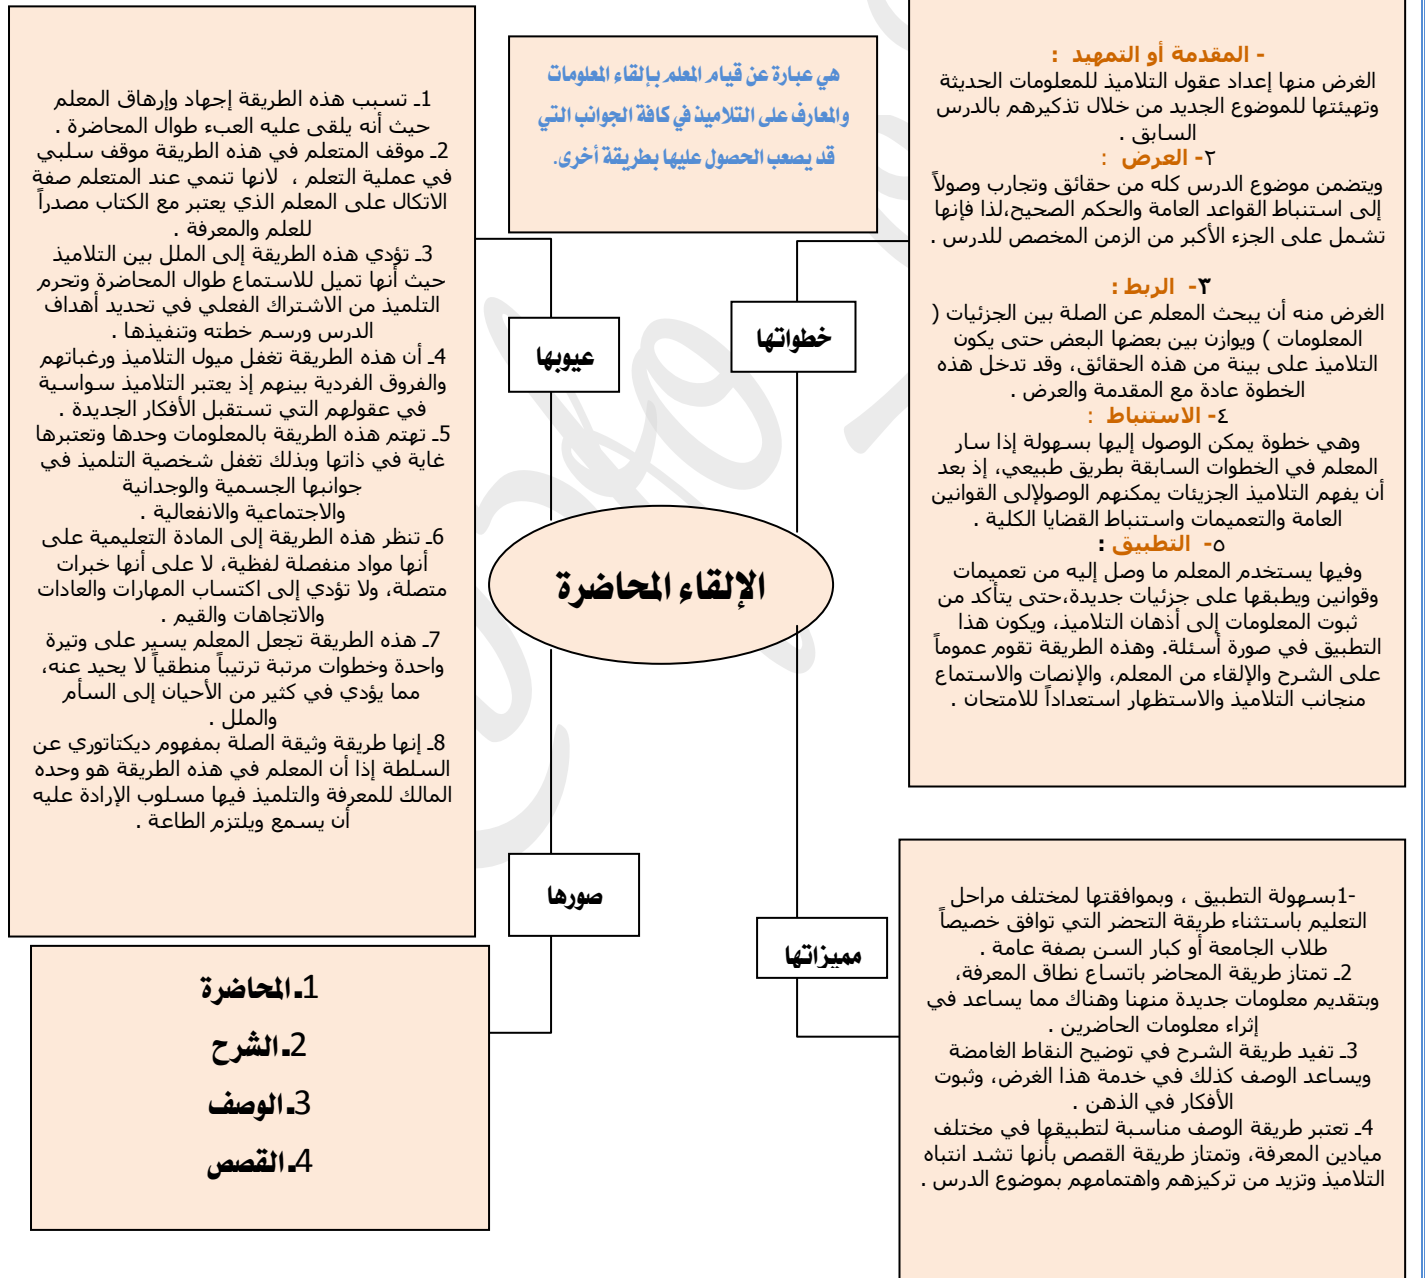 هي عبارة عن قيام المعلم بإلقاء المعلومات
والمعارف على التلاميذ في كافة الجوانب التي
قد يصعب الحصول عليها بطريقة أخرى.
الإلقاء المحاضرة
خطواتها
- المقدمة أو التمهيد :
الغرض منها إعداد عقول التلاميذ للمعلومات الحديثة
وتهيئتها للموضوع الجديد من خلال تذكيرهم بالدرس
السابق .
٢- العرض :
ويتضمن موضوع الدرس كله من حقائق وتجارب وصولاً
إلى استنباط القواعد العامة والحكم الصحيح،لذا فإنها
تشمل على الجزء الأكبر من الزمن المخصص للدرس .
٣- الربط :
الغرض منه أن يبحث المعلم عن الصلة بين الجزئيات (
المعلومات ) ويوازن بين بعضها البعض حتى يكون
التلاميذ على بينة من هذه الحقائق، وقد تدخل هذه
الخطوة عادة مع المقدمة والعرض .
٤- الاستنباط :
وهي خطوة يمكن الوصول إليها بسهولة إذا سار
المعلم في الخطوات السابقة بطريق طبيعي، إذ بعد
أن يفهم التلاميذ الجزيئات يمكنهم الوصولإلى القوانين
العامة والتعميمات واستنباط القضايا الكلية .
٥- التطبيق :
وفيها يستخدم المعلم ما وصل إليه من تعميمات
وقوانين ويطبقها على جزئيات جديدة،حتى يتأكد من
ثبوت المعلومات إلى أذهان التلاميذ، ويكون هذا
التطبيق في صورة أسئلة. وهذه الطريقة تقوم عموماً
على الشرح والإلقاء من المعلم، والإنصات والاستماع
منجانب التلاميذ والاستظهار استعداداً للامتحان .
عيوبها
1ـ تسبب هذه الطريقة إجهاد وإرهاق المعلم
حيث أنه يلقى عليه العبء طوال المحاضرة .
2ـ موقف المتعلم في هذه الطريقة موقف سلبي
في عملية التعلم ، لانها تنمي عند المتعلم صفة
الاتكال على المعلم الذي يعتبر مع الكتاب مصدراً
للعلم والمعرفة .
3ـ تؤدي هذه الطريقة إلى الملل بين التلاميذ
حيث أنها تميل للاستماع طوال المحاضرة وتحرم
التلميذ من الاشتراك الفعلي في تحديد أهداف
الدرس ورسم خطته وتنفيذها .
4ـ أن هذه الطريقة تغفل ميول التلاميذ ورغباتهم
والفروق الفردية بينهم إذ يعتبر التلاميذ سواسية
في عقولهم التي تستقبل الأفكار الجديدة .
5ـ تهتم هذه الطريقة بالمعلومات وحدها وتعتبرها
غاية في ذاتها وبذلك تغفل شخصية التلميذ في
جوانبها الجسمية والوجدانية
والاجتماعية والانفعالية .
6ـ تنظر هذه الطريقة إلى المادة التعليمية على
أنها مواد منفصلة لفظية، لا على أنها خبرات
متصلة، ولا تؤدي إلى اكتساب المهارات والعادات
والاتجاهات والقيم .
7ـ هذه الطريقة تجعل المعلم يسير على وتيرة
واحدة وخطوات مرتبة ترتيباً منطقياً لا يحيد عنه،
مما يؤدي في كثير من الأحيان إلى السأم
والملل .
8ـ إنها طريقة وثيقة الصلة بمفهوم ديكتاتوري عن
السلطة إذا أن المعلم في هذه الطريقة هو وحده
المالك للمعرفة والتلميذ فيها مسلوب الإرادة عليه
أن يسمع ويلتزم الطاعة .
مميزاتها
1-بسهولة التطبيق ، وبموافقتها لمختلف مراحل
التعليم باستثناء طريقة التحضر التي توافق خصيصاً
طلاب الجامعة أو كبار السن بصفة عامة .
2ـ تمتاز طريقة المحاضر باتساع نطاق المعرفة،
وبتقديم معلومات جديدة منهنا وهناك مما يساعد في
إثراء معلومات الحاضرين .
3ـ تفيد طريقة الشرح في توضيح النقاط الغامضة
ويساعد الوصف كذلك في خدمة هذا الغرض، وثبوت
الأفكار في الذهن .
4ـ تعتبر طريقة الوصف مناسبة لتطبيقها في مختلف
ميادين المعرفة، وتمتاز طريقة القصص بأنها تشد انتباه
التلاميذ وتزيد من تركيزهم واهتمامهم بموضوع الدرس .
صورها
1ـ المحاضرة
2ـ الشرح
3ـ الوصف
4ـ القصص